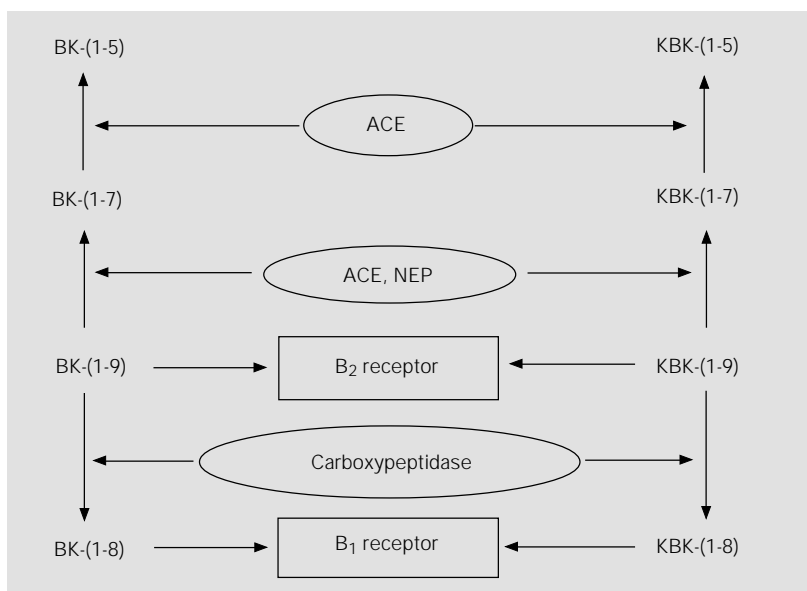 BK-(1-5) KBK-(1-5)
ACE
BK-(1-7) KBK-(1-7)
ACE, NEP
BK-(1-9) B₂ receptor KBK-(1-9)
Carboxypeptidase
BK-(1-8) B₁ receptor KBK-(1-8)